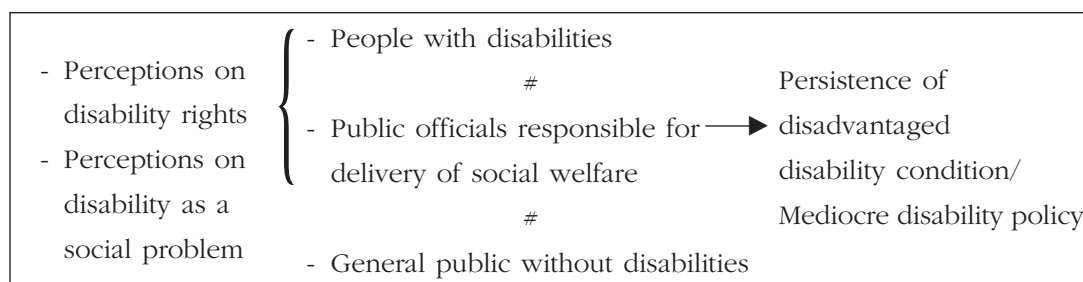 - Perceptions on
disability rights
- Perceptions on
disability as a
social problem
- People with disabilities
#
- Public officials responsible for
delivery of social welfare
#
- General public without disabilities
Persistence of
disadvantaged
disability condition/
Mediocre disability policy